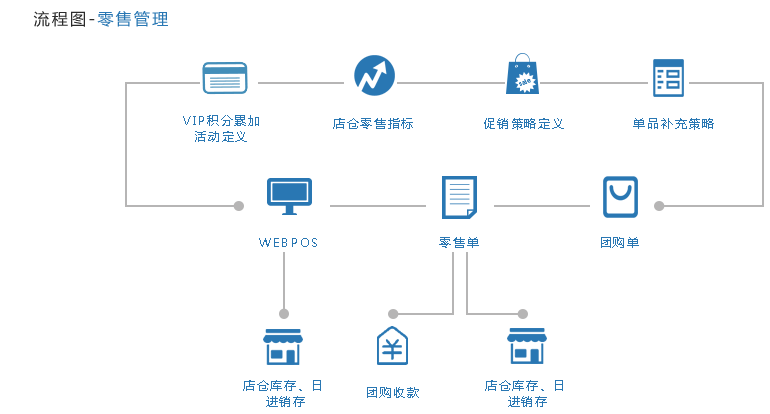 流程图-零售管理
VIP积分累加
活动定义
店仓零售指标
Sale
促销策略定义
单品补充策略
WEBPOS
零售单
团购单
店仓库存、日
进销存
团购收款
店仓库存、日
进销存